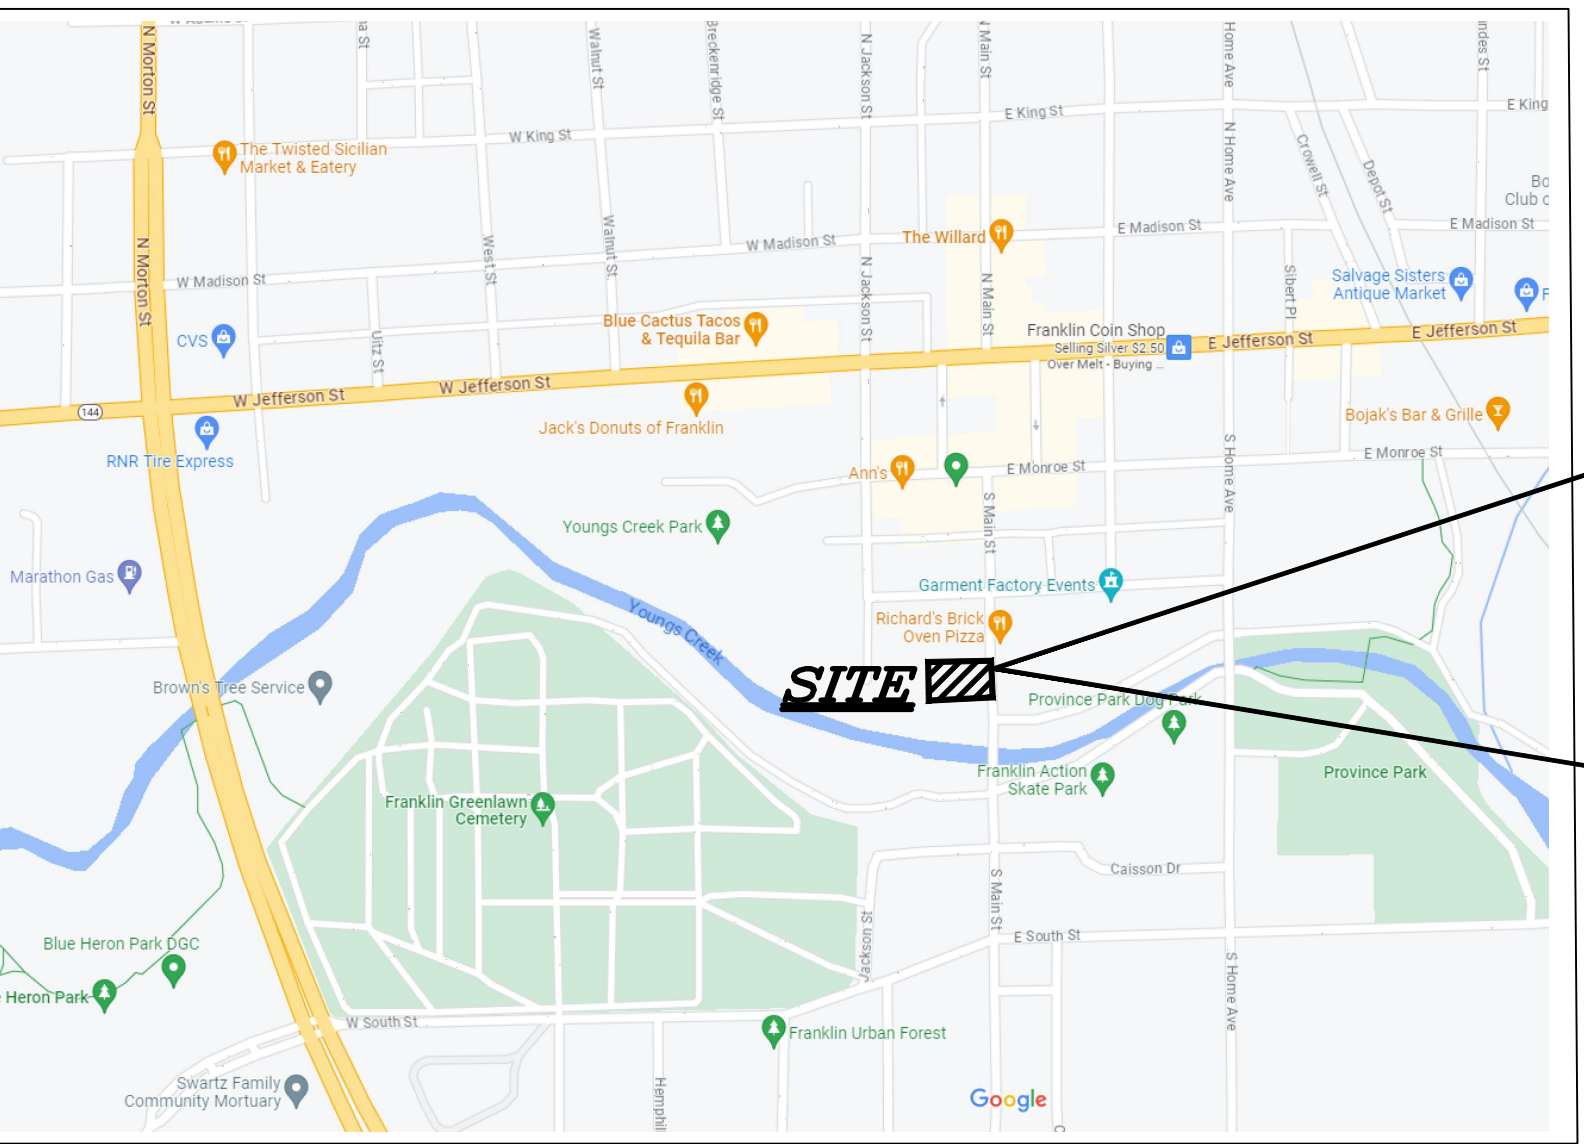 W Adams St
N Morton St
Walnut St
Breckenridge St
N Jackson St
N Main St
Home Ave
E King St
E King
W King St
The Twisted Sicilian
Market & Eatery
N Home Ave
Crowell St
Depot St
Club
The Willard
E Madison St
E Madison St
W Madison St
N Morton St
West St
Walnut St
N Jackson St
N Main St
Sibert Pl
Salvage Sisters
Antique Market
F
W Madison St
CVS
Uitz St
Blue Cactus Tacos
& Tequila Bar
Franklin Coin Shop
Selling Silver $2.50
Over Melt - Buying ...
E Jefferson St
E Jefferson St
W Jefferson St
W Jefferson St
144
RNR Tire Express
Jack's Donuts of Franklin
Bojak's Bar & Grille
Ann's
E Monroe St
E Monroe St
S Home Ave
S Main St
Youngs Creek Park
Marathon Gas
Garment Factory Events
Youngs Creek
Richard's Brick
Oven Pizza
SITE
Brown's Tree Service
Province Park Dog Park
Franklin Action
Skate Park
Province Park
Franklin Greenlawn
Cemetery
Caisson Dr
S Main St
Jackson St
E South St
S Home Ave
Blue Heron Park DGC
Heron Park
W South St
Franklin Urban Forest
Swartz Family
Community Mortuary
Hemphill
Google